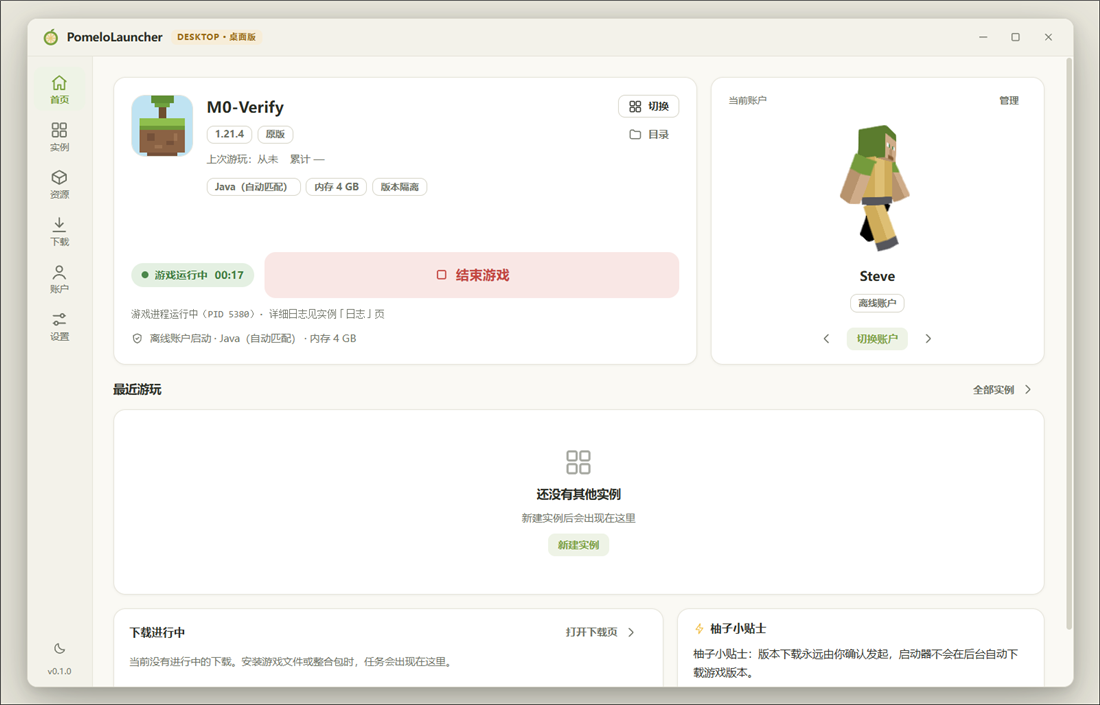 PomeloLauncher DESKTOP · 桌面版
首页
实例
资源
下载
账户
设置
v0.1.0
M0-Verify
切换
1.21.4 原版
目录
上次游玩：从未 累计 —
Java（自动匹配） 内存 4 GB 版本隔离
游戏运行中 00:17
结束游戏
游戏进程运行中（PID 5380）· 详细日志见实例「日志」页
离线账户启动 · Java（自动匹配） · 内存 4 GB
当前账户 管理
Steve
离线账户
切换账户
最近游玩 全部实例
还没有其他实例
新建实例后会出现在这里
新建实例
下载进行中 打开下载页
当前没有进行中的下载。安装游戏文件或整合包时，任务会出现在这里。
柚子小贴士
柚子小贴士：版本下载永远由你确认发起，启动器不会在后台自动下
载游戏版本。